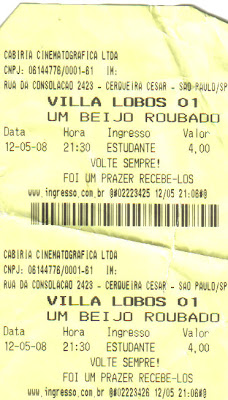 CABIRIA CINEMATOGRAFICA LTDA
CNPJ: 06144776/0001-61 IM:
RUA DA CONSOLACAO 2423 - CERQUEIRA CESAR - SAO-PAULO/SP
VILLA LOBOS 01
UM BEIJO ROUBADO
Data Hora Ingresso Valor
12-05-08 21:30 ESTUDANTE 4,00
VOLTE SEMPRE!
FOI UM PRAZER RECEBE-LOS
www.ingresso.com.br @#02223425 12/05 21:06#@
CABIRIA CINEMATOGRAFICA LTDA
CNPJ: 06144776/0001-61 IM:
RUA DA CONSOLACAO 2423 - CERQUEIRA CESAR - SAO PAULO/SP
VILLA LOBOS 01
UM BEIJO ROUBADO
Data Hora Ingresso Valor
12-05-08 21:30 ESTUDANTE 4,00
VOLTE SEMPRE!
FOI UM PRAZER RECEBE-LOS
www.ingresso.com.br @#02223426 12/05 21:06#@